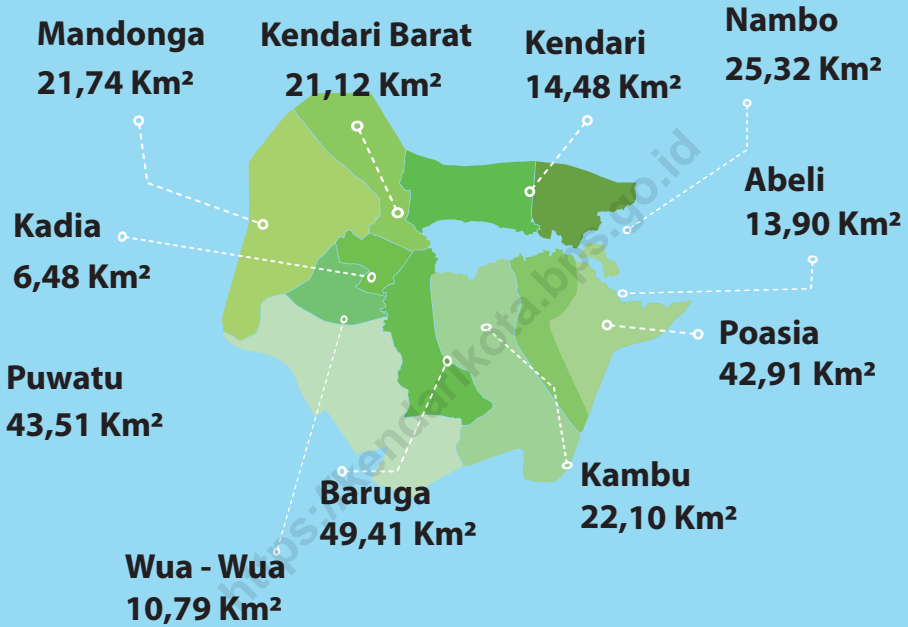 Mandonga
21,74 Km²
Kendari Barat
21,12 Km²
Kendari
14,48 Km²
Nambo
25,32 Km²
Abeli
13,90 Km²
Kadia
6,48 Km²
Poasia
42,91 Km²
Puwatu
43,51 Km²
Kambu
22,10 Km²
Baruga
49,41 Km²
Wua - Wua
10,79 Km²
https://kendarikota.bps.go.id